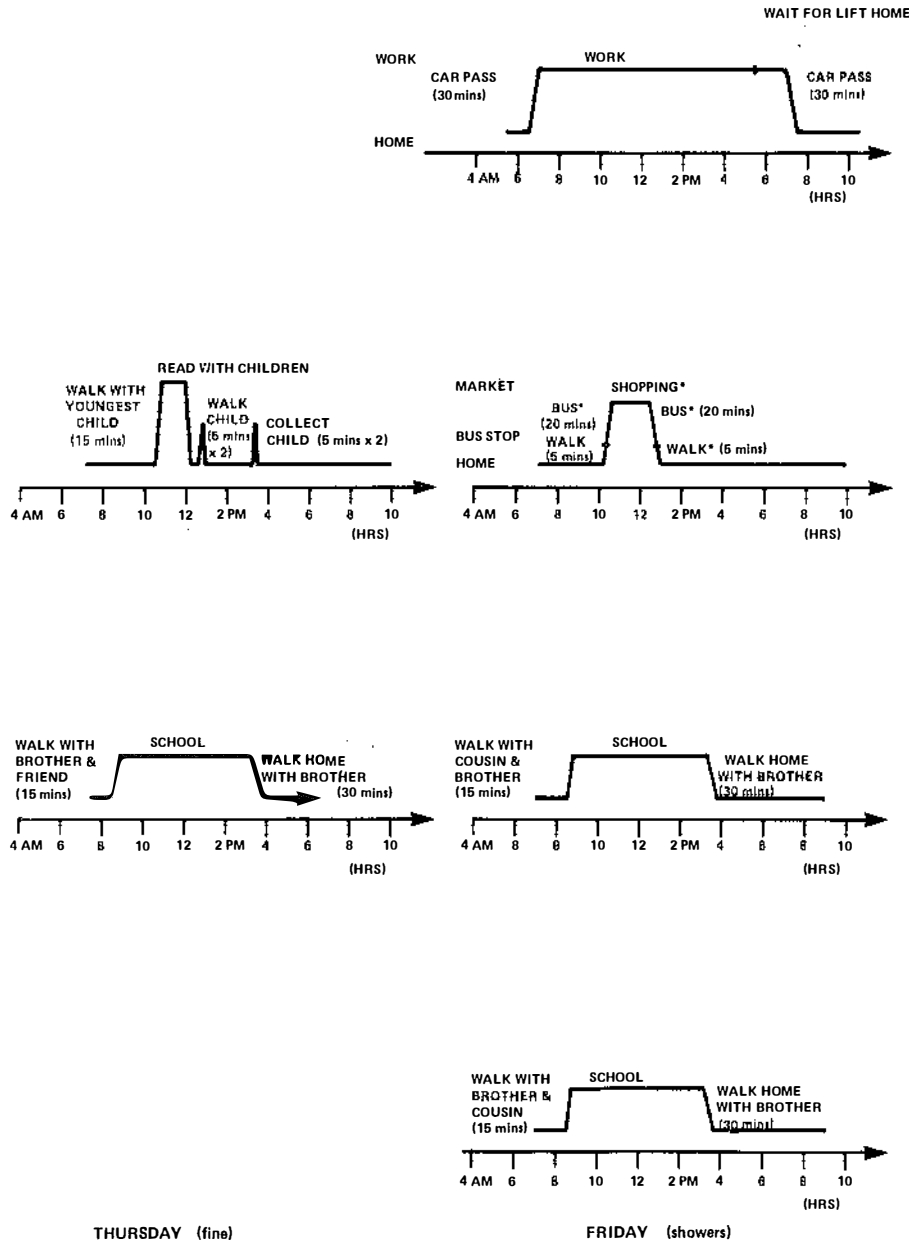 WAIT FOR LIFT HOME
WORK
WORK
CAR PASS
(30 mins)
CAR PASS
(30 mins)
HOME
4 AM 6 8 10 12 2 PM 4 6 8 10
(HRS)
READ WITH CHILDREN
WALK WITH
YOUNGEST
CHILD
(15 mins)
WALK
CHILD
(5 mins
x 2)
COLLECT
CHILD (5 mins x 2)
4 AM 6 8 10 12 2 PM 4 6 8 10
(HRS)
MARKET
SHOPPING*
BUS*
(20 mins)
BUS* (20 mins)
BUS STOP
WALK
(5 mins)
WALK* (5 mins)
HOME
4 AM 6 8 10 12 2 PM 4 6 8 10
(HRS)
WALK WITH
BROTHER &
FRIEND
(15 mins)
SCHOOL
WALK HOME
WITH BROTHER
(30 mins)
4 AM 6 8 10 12 2 PM 4 6 8 10
(HRS)
WALK WITH
COUSIN &
BROTHER
(15 mins)
SCHOOL
WALK HOME
WITH BROTHER
(30 mins)
4 AM 6 8 10 12 2 PM 4 6 8 10
(HRS)
WALK WITH
BROTHER &
COUSIN
(15 mins)
SCHOOL
WALK HOME
WITH BROTHER
(30 mins)
4 AM 6 8 10 12 2 PM 4 6 8 10
(HRS)
THURSDAY (fine)
FRIDAY (showers)